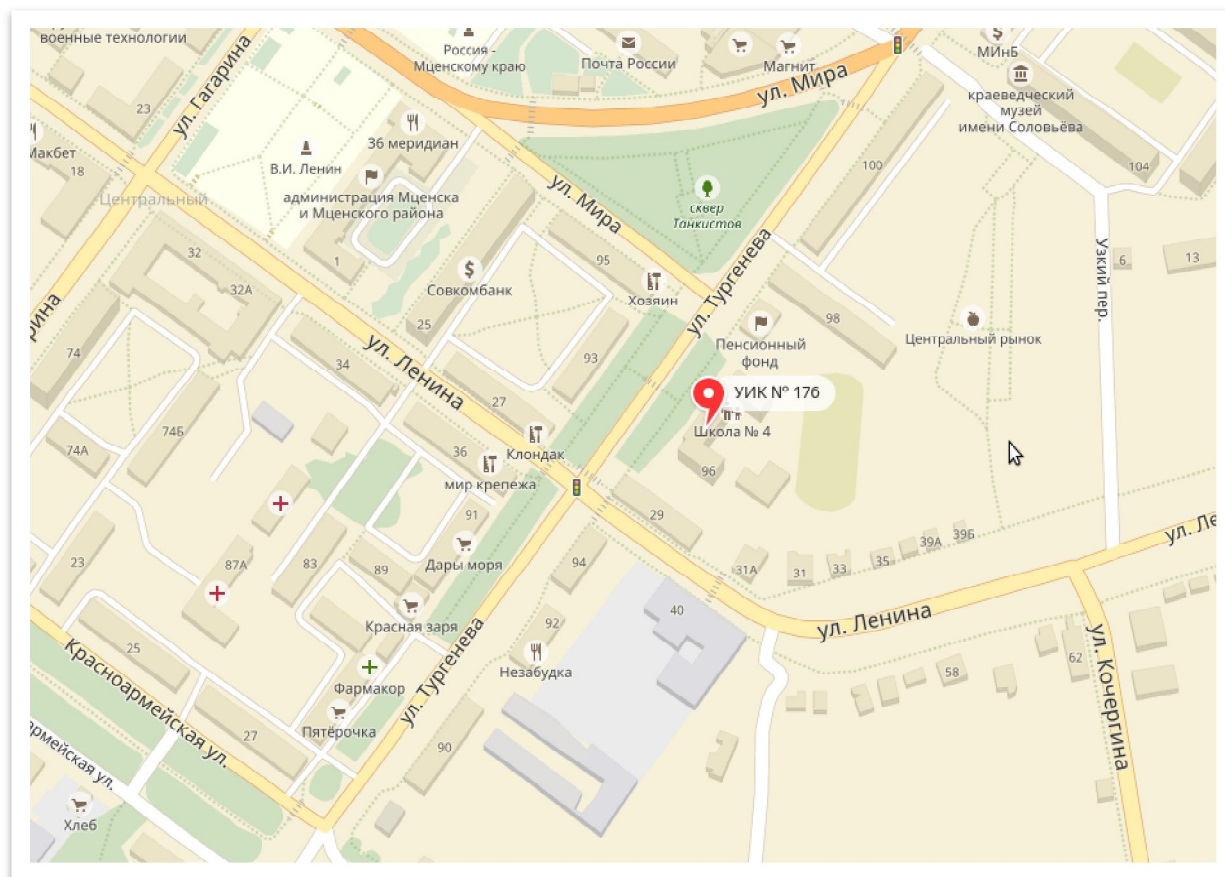 военные технологии
23
ул. Гагарина
Россия -
Мценскому краю
Почта России
Магнит
ул. Мира
МИнБ
краеведческий
музей
имени Соловьёва
Макбет
18
36 меридиан
В.И. Ленин
администрация Мценска
и Мценского района
Центральный
ул. Мира
сквер
Танкистов
100
104
32
32А
1
Совкомбанк
25
95
Хозяин
ул. Тургенева
98
Узкий пер.
6
13
Пенсионный
фонд
Центральный рынок
74
34
ул. Ленина
93
27
УИК № 176
Школа № 4
96
74Б
74А
36
Клондак
мир крепежа
91
Дары моря
29
94
23
87А
83
89
31А
31
33
35
39А
39Б
Красная заря
92
Незабудка
40
ул. Ленина
25
Красноармейская ул.
Фармакор
Пятёрочка
27
ул. Тургенева
90
58
62
ул. Кочергина
Хлеб